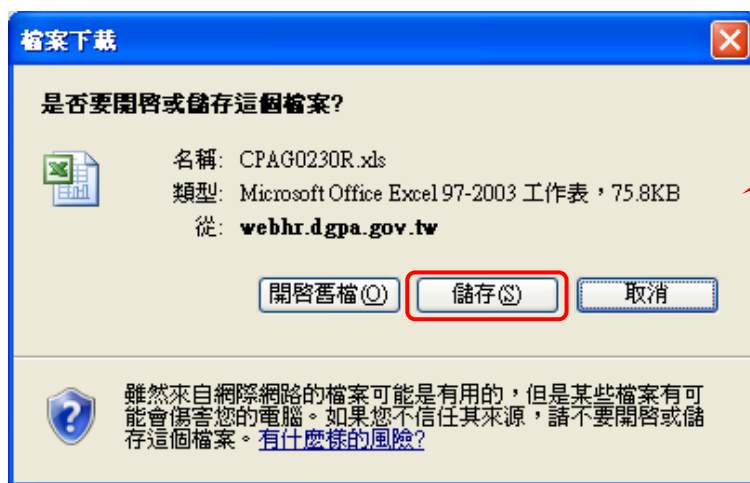 檔案下載
是否要開啓或儲存這個檔案?
名稱: CPAG0230R.xls
類型: Microsoft Office Excel 97-2003 工作表，75.8KB
從: webhr.dgpa.gov.tw
開啓舊檔(O) 儲存(S) 取消
雖然來自網際網路的檔案可能是有用的，但是某些檔案有可
能會傷害您的電腦。如果您不信任其來源，請不要開啓或儲
存這個檔案。有什麼樣的風險?